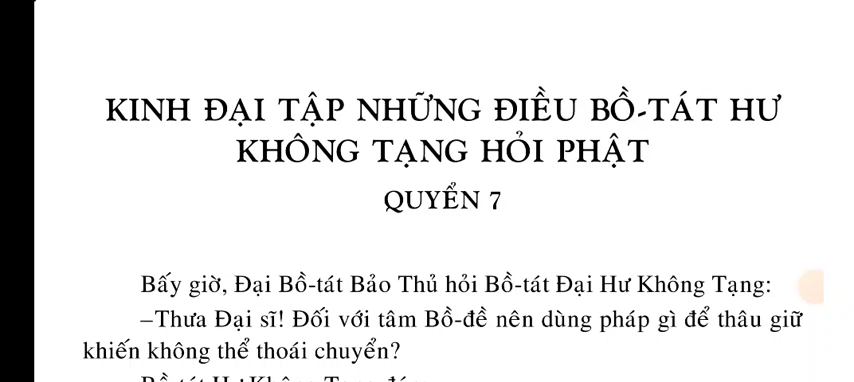 KINH ĐẠI TẬP NHỮNG ĐIỀU BỒ-TÁT HƯ
KHÔNG TẠNG HỎI PHẬT
QUYỂN 7
Bấy giờ, Đại Bồ-tát Bảo Thủ hỏi Bồ-tát Đại Hư Không Tạng:
–Thưa Đại sĩ! Đối với tâm Bồ-đề nên dùng pháp gì để thâu giữ
khiến không thể thoái chuyển?